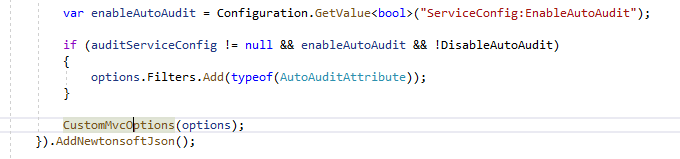 var enableAutoAudit = Configuration.GetValue<bool>("ServiceConfig:EnableAutoAudit");
if (auditServiceConfig != null && enableAutoAudit && !DisableAutoAudit)
{
options.Filters.Add(typeof(AutoAuditAttribute));
}
CustomMvcOptions(options);
}).AddNewtonsoftJson();